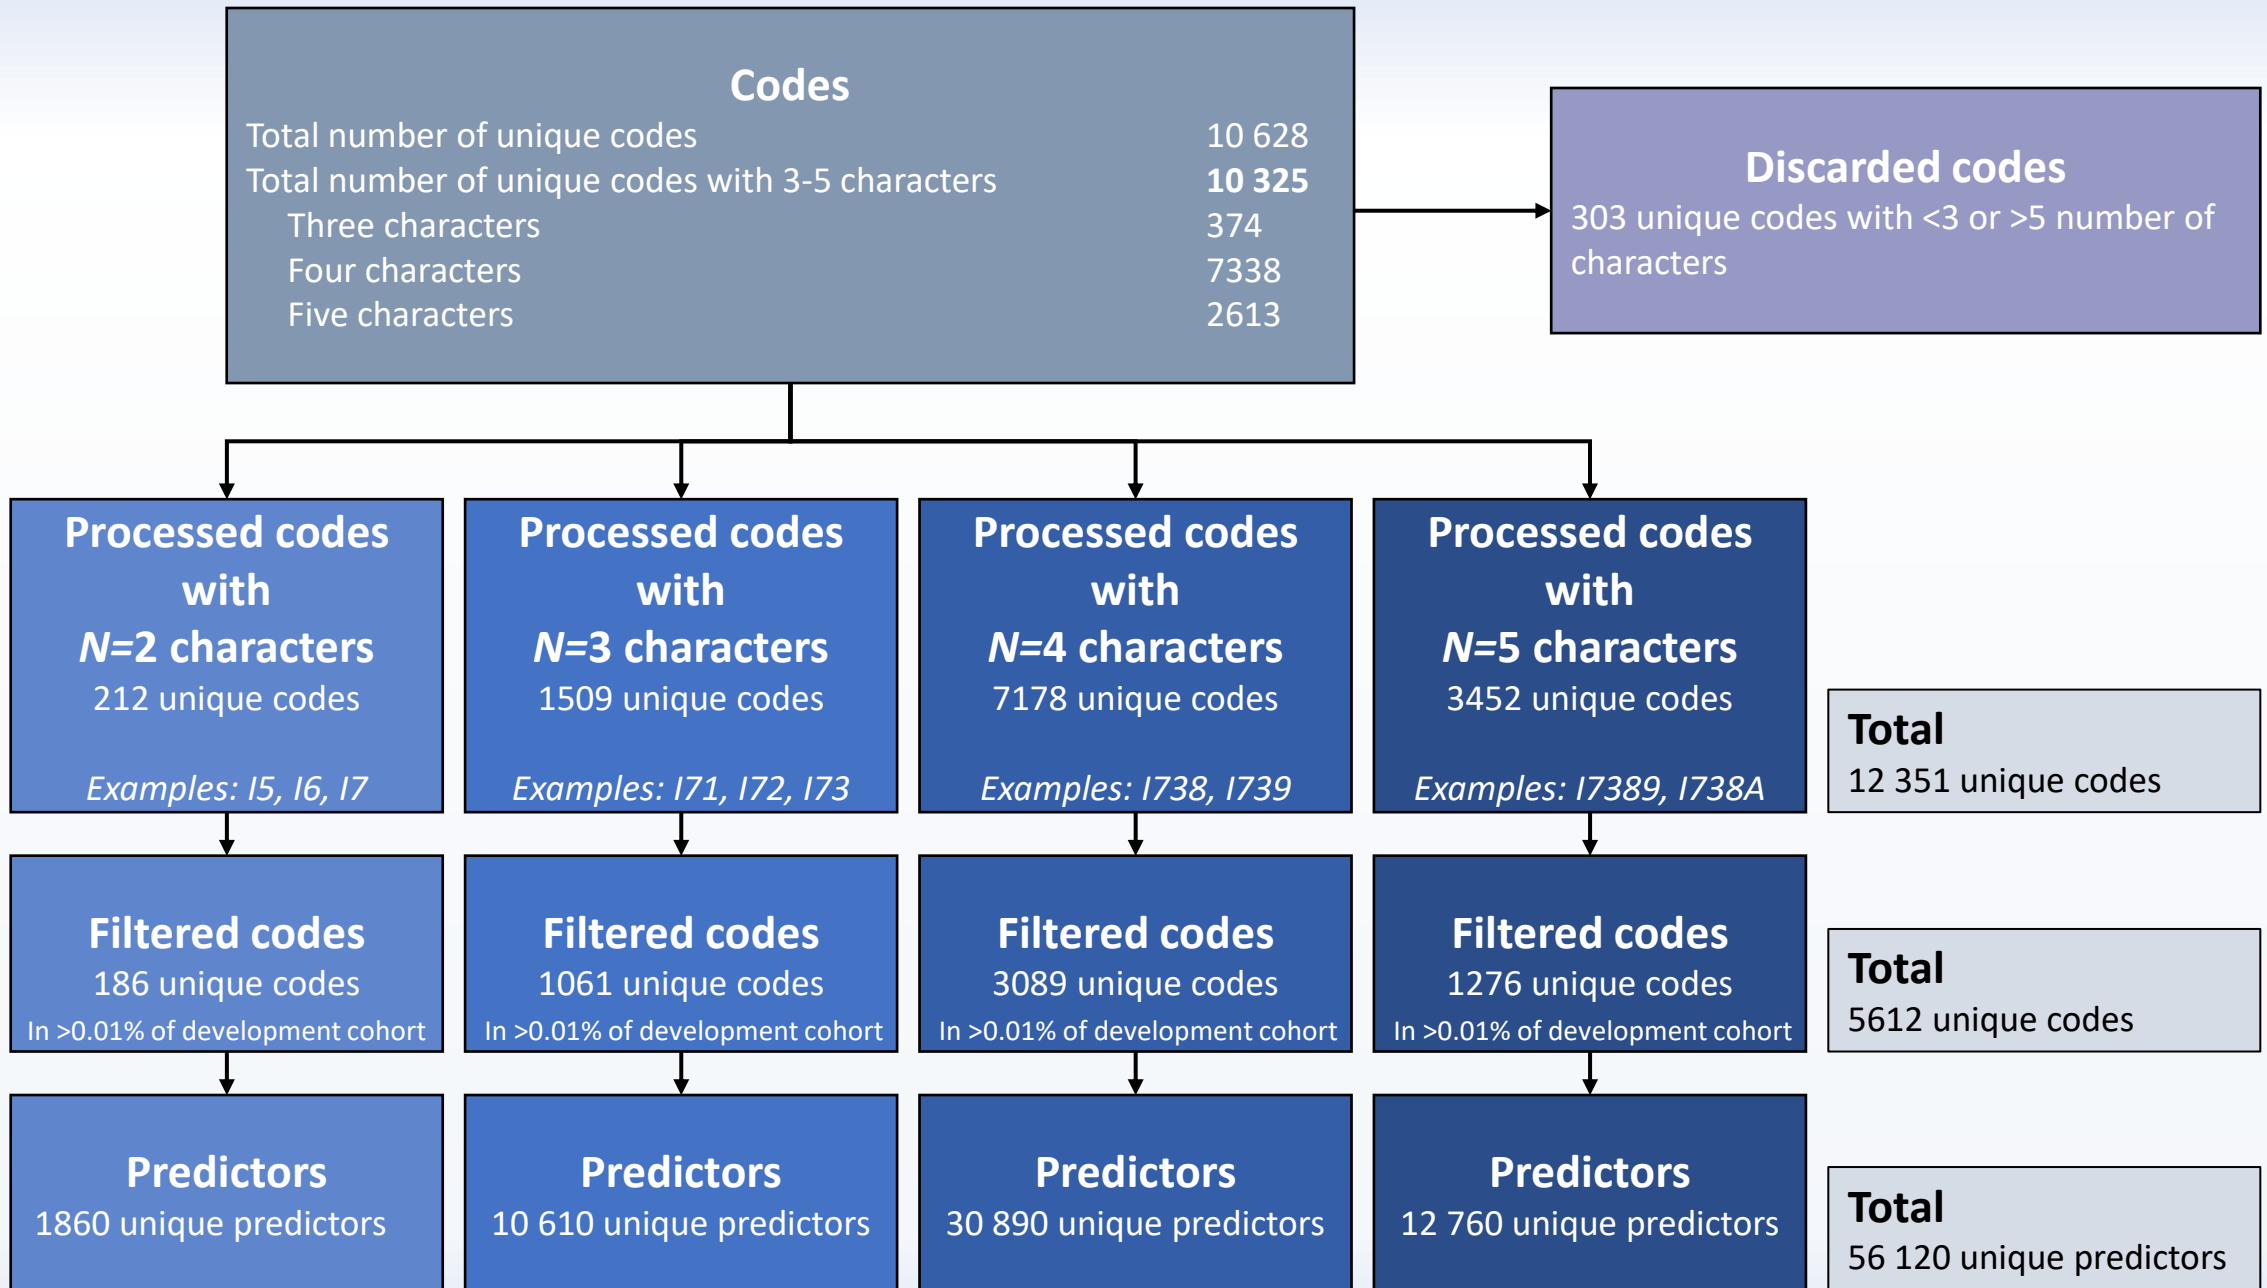 Codes
Total number of unique codes 10 628
Total number of unique codes with 3-5 characters 10 325
Three characters 374
Four characters 7338
Five characters 2613
Discarded codes
303 unique codes with <3 or >5 number of
characters
Processed codes
with
N=2 characters
212 unique codes
Examples: I5, I6, I7
Processed codes
with
N=3 characters
1509 unique codes
Examples: I71, I72, I73
Processed codes
with
N=4 characters
7178 unique codes
Examples: I738, I739
Processed codes
with
N=5 characters
3452 unique codes
Examples: I7389, I738A
Total
12 351 unique codes
Filtered codes
186 unique codes
In >0.01% of development cohort
Filtered codes
1061 unique codes
In >0.01% of development cohort
Filtered codes
3089 unique codes
In >0.01% of development cohort
Filtered codes
1276 unique codes
In >0.01% of development cohort
Total
5612 unique codes
Predictors
1860 unique predictors
Predictors
10 610 unique predictors
Predictors
30 890 unique predictors
Predictors
12 760 unique predictors
Total
56 120 unique predictors